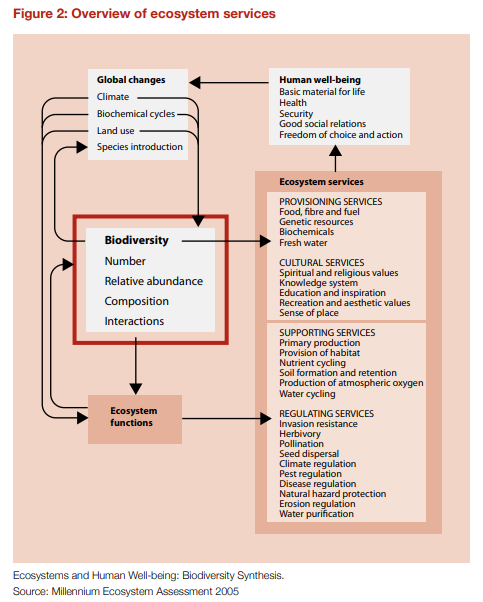 Figure 2: Overview of ecosystem services
Global changes
Climate
Biochemical cycles
Land use
Species introduction
Human well-being
Basic material for life
Health
Security
Good social relations
Freedom of choice and action
Biodiversity
Number
Relative abundance
Composition
Interactions
Ecosystem
functions
Ecosystem services
PROVISIONING SERVICES
Food, fibre and fuel
Genetic resources
Biochemicals
Fresh water
CULTURAL SERVICES
Spiritual and religious values
Knowledge system
Education and inspiration
Recreation and aesthetic values
Sense of place
SUPPORTING SERVICES
Primary production
Provision of habitat
Nutrient cycling
Soil formation and retention
Production of atmospheric oxygen
Water cycling
REGULATING SERVICES
Invasion resistance
Herbivory
Pollination
Seed dispersal
Climate regulation
Pest regulation
Disease regulation
Natural hazard protection
Erosion regulation
Water purification
Ecosystems and Human Well-being: Biodiversity Synthesis.
Source: Millennium Ecosystem Assessment 2005